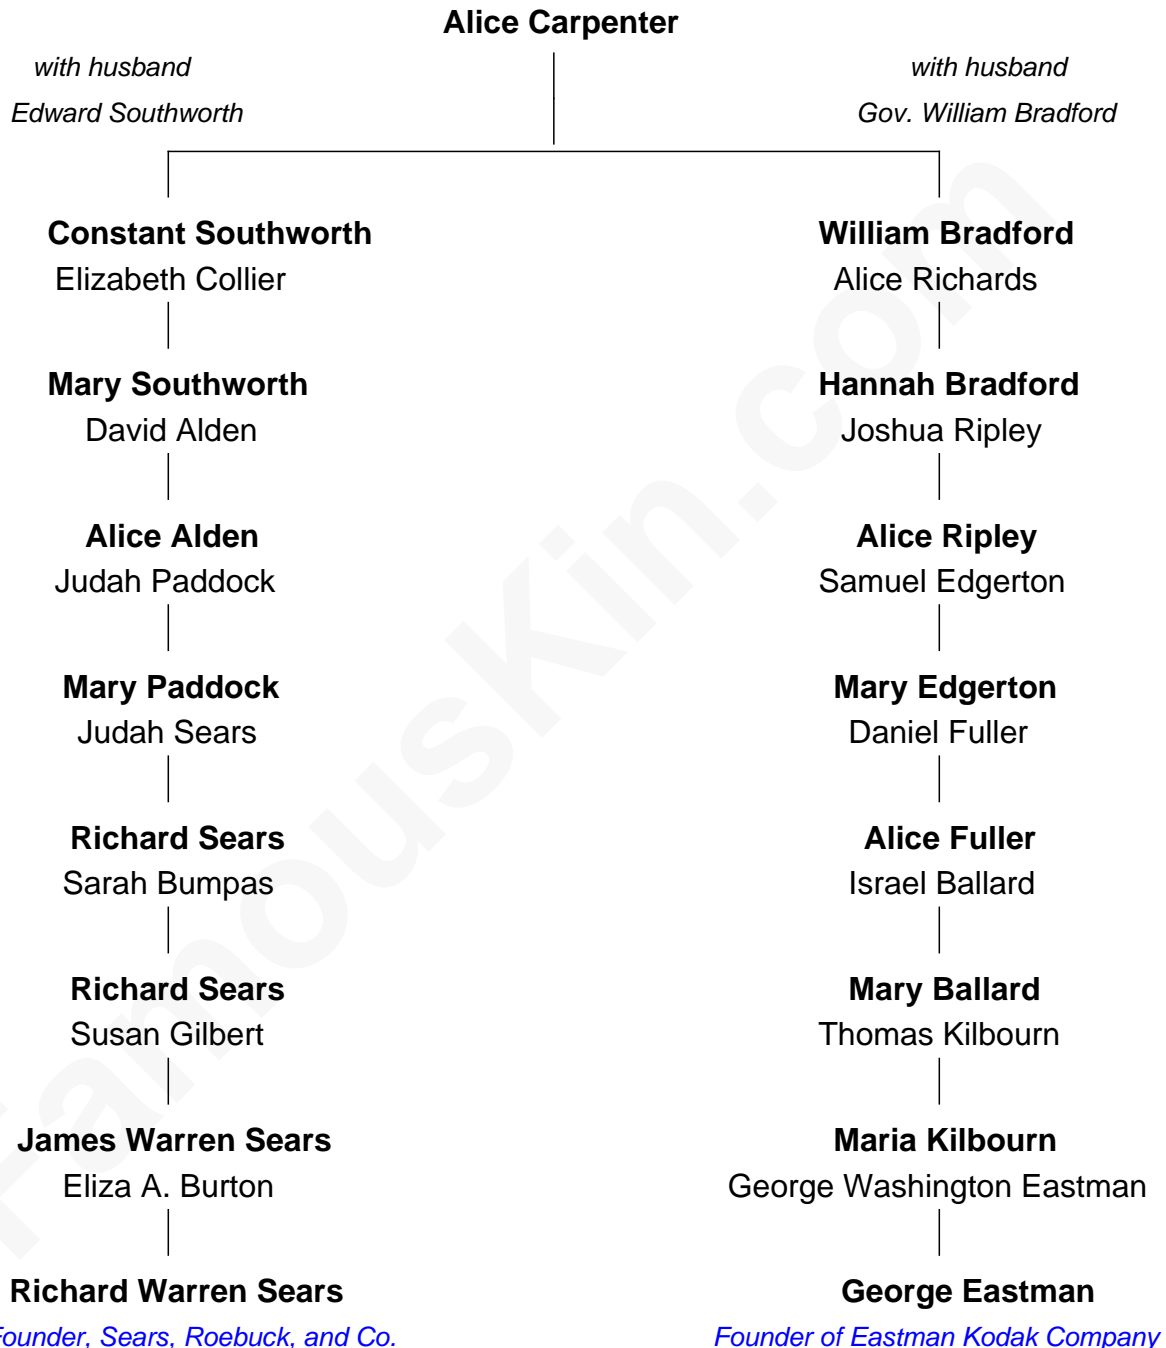 Alice Carpenter
with husband
Edward Southworth
with husband
Gov. William Bradford
Constant Southworth
Elizabeth Collier
William Bradford
Alice Richards
Mary Southworth
David Alden
Hannah Bradford
Joshua Ripley
Alice Alden
Judah Paddock
Alice Ripley
Samuel Edgerton
Mary Paddock
Judah Sears
Mary Edgerton
Daniel Fuller
Richard Sears
Sarah Bumpas
Alice Fuller
Israel Ballard
Richard Sears
Susan Gilbert
Mary Ballard
Thomas Kilbourn
James Warren Sears
Eliza A. Burton
Maria Kilbourn
George Washington Eastman
Richard Warren Sears
Founder, Sears, Roebuck, and Co.
George Eastman
Founder of Eastman Kodak Company
FamousKin.com